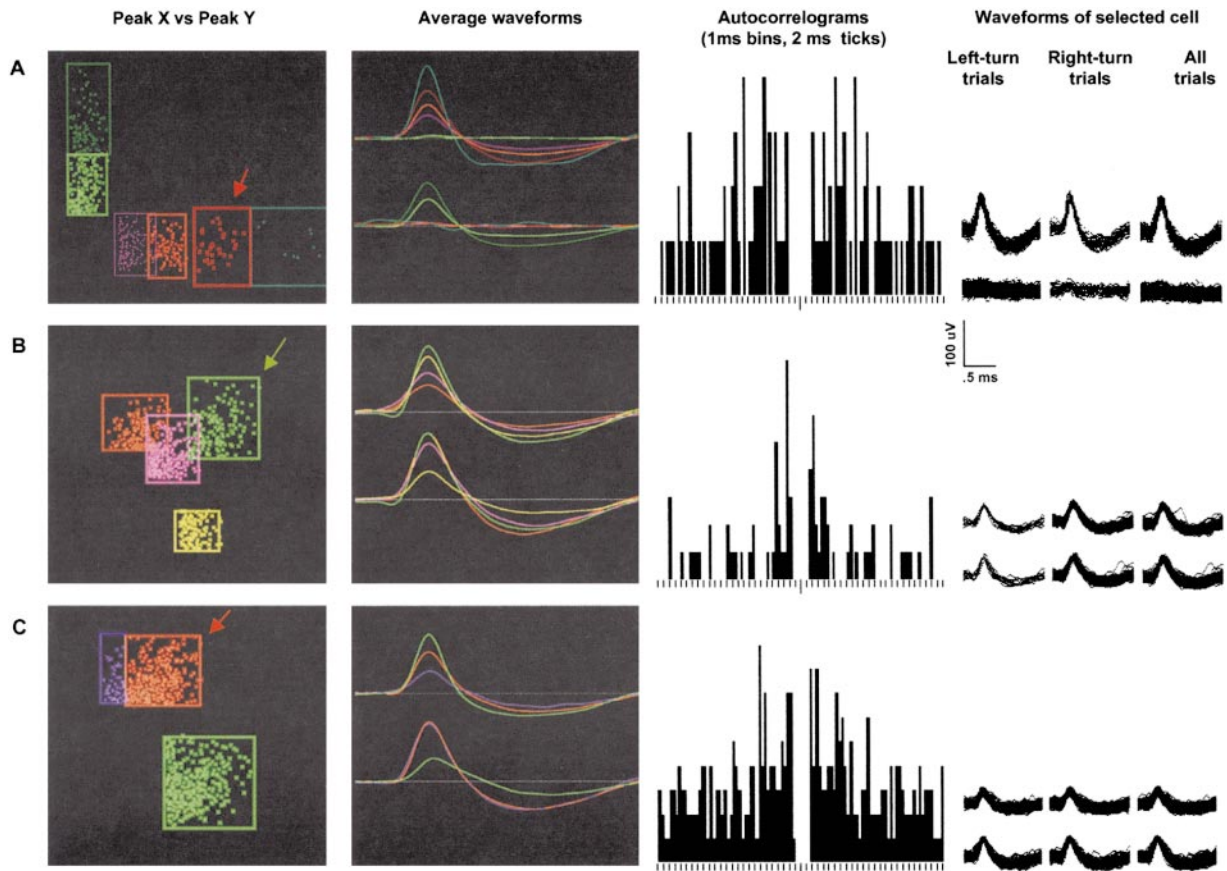 Peak X vs Peak Y
Average waveforms
Autocorrelograms
(1ms bins, 2 ms ticks)
Waveforms of selected cell
Left-turn
trials
Right-turn
trials
All
trials
A
B
100 uV
.5 ms
C